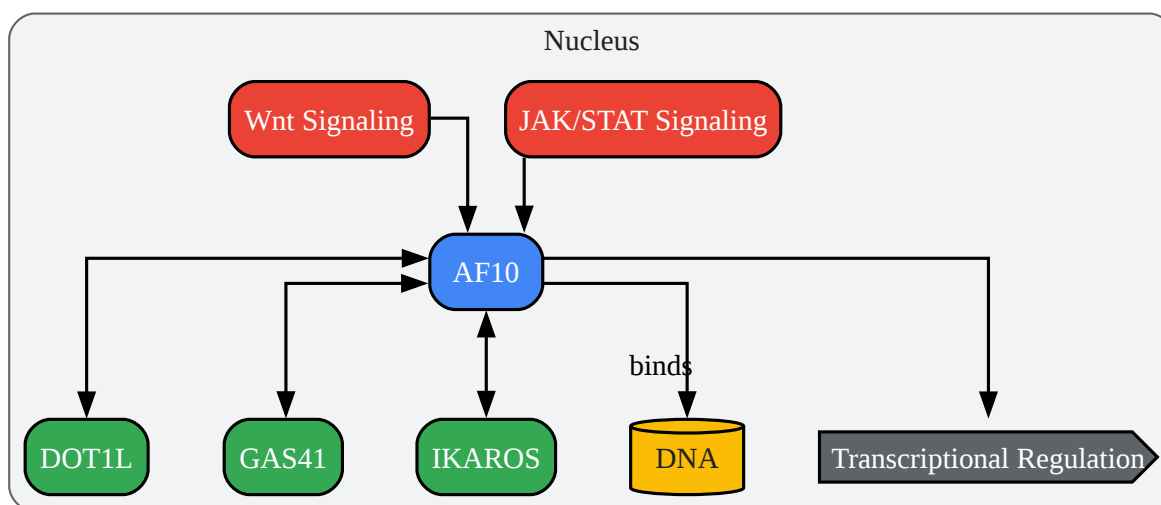 Nucleus
Wnt Signaling
JAK/STAT Signaling
AF10
binds
DOT1L
GAS41
IKAROS
DNA
Transcriptional Regulation